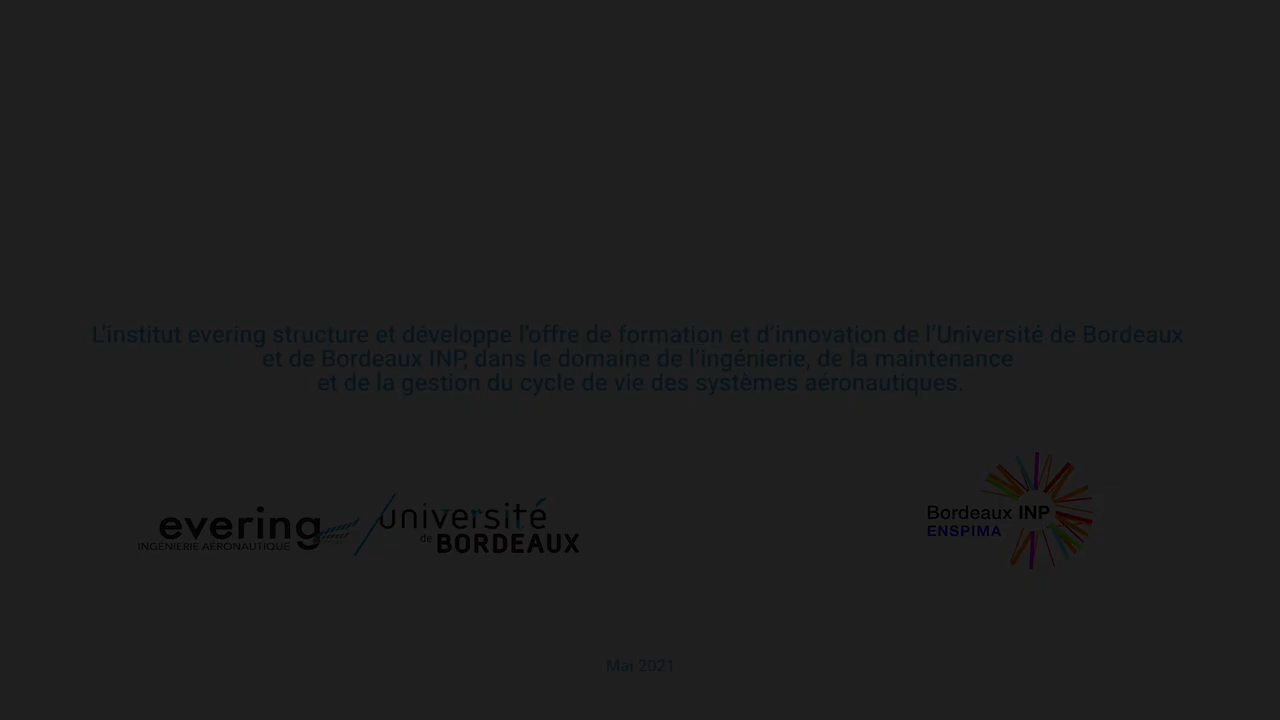 L'institut evering structure et développe l'offre de formation et d'innovation de l'Université de Bordeaux
et de Bordeaux INP, dans le domaine de l'ingénierie, de la maintenance
et de la gestion du cycle de vie des systèmes aéronautiques.
evering
INGÉNIERIE AÉRONAUTIQUE
université
de BORDEAUX
Bordeaux INP
ENSPIMA
Mai 2021